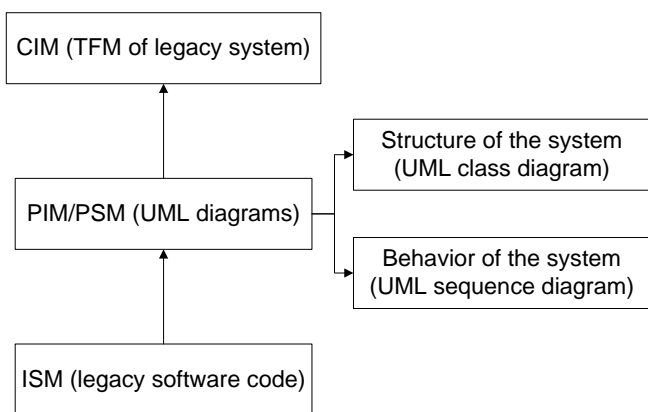 CIM (TFM of legacy system)
Structure of the system
(UML class diagram)
PIM/PSM (UML diagrams)
Behavior of the system
(UML sequence diagram)
ISM (legacy software code)